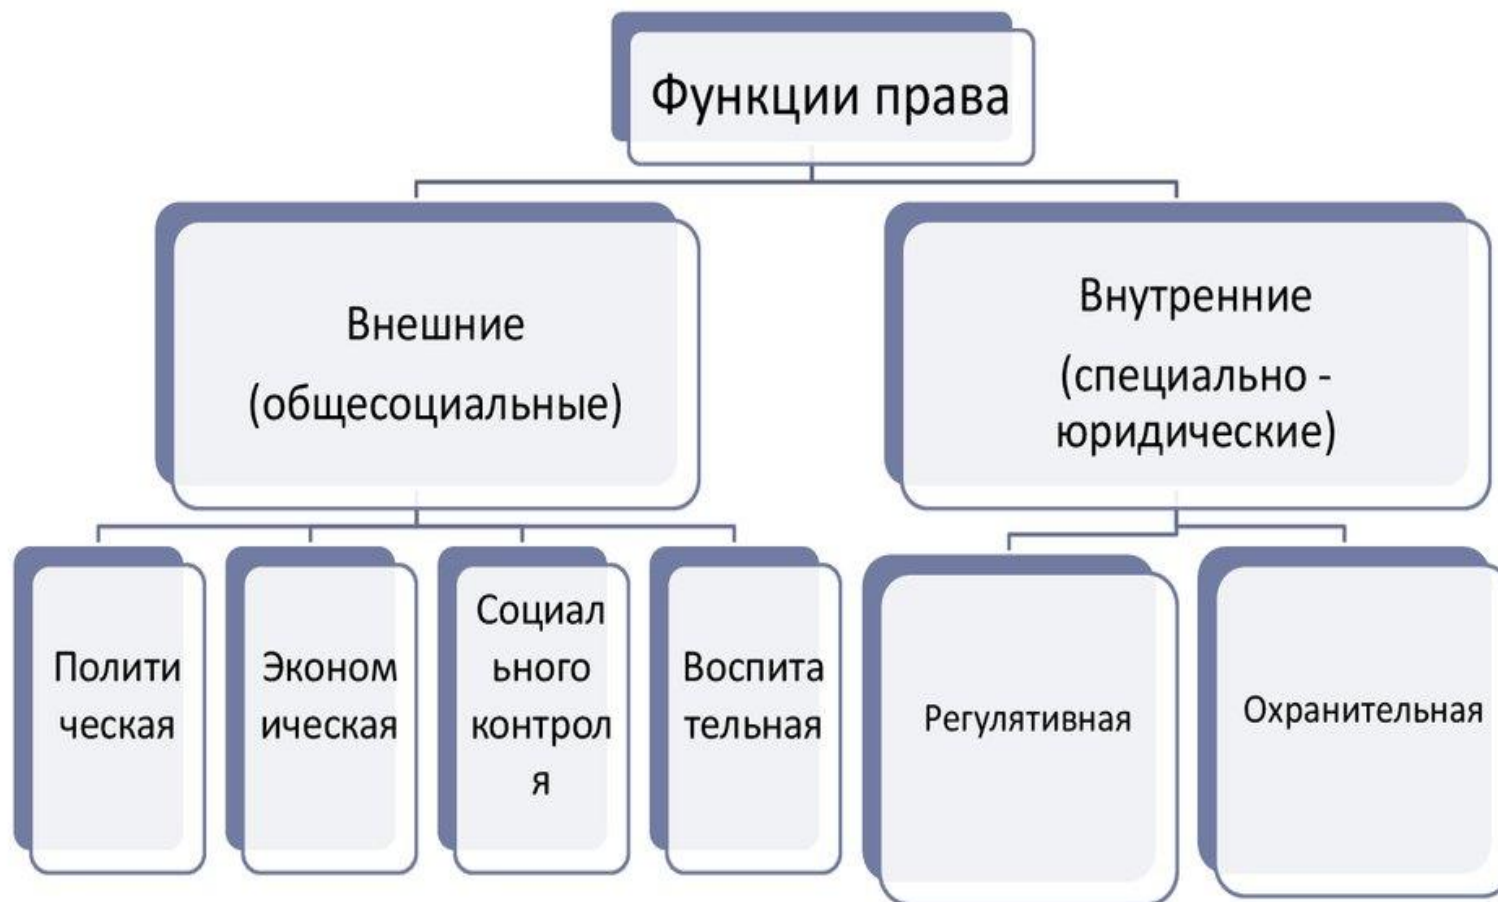 Функции права
Внешние
(общесоциальные)
Внутренние
(специально -
юридические)
Полити
ческая
Эконом
ическая
Социал
ьного
контрол
я
Воспита
тельная
Регулятивная
Охранительная